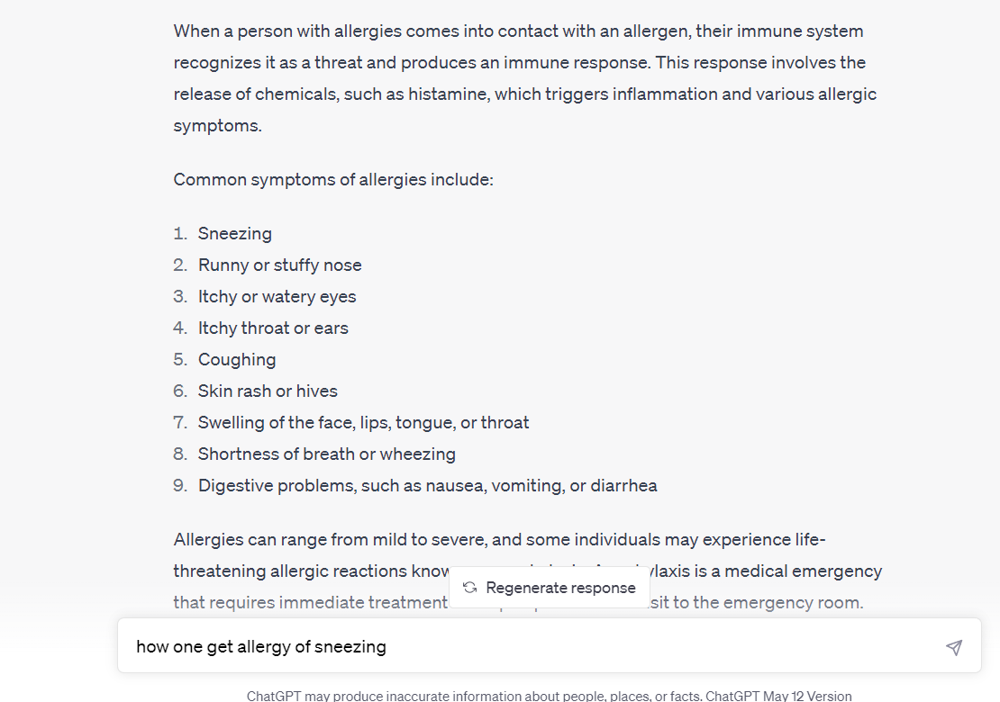 When a person with allergies comes into contact with an allergen, their immune system
recognizes it as a threat and produces an immune response. This response involves the
release of chemicals, such as histamine, which triggers inflammation and various allergic
symptoms.
Common symptoms of allergies include:
1. Sneezing
2. Runny or stuffy nose
3. Itchy or watery eyes
4. Itchy throat or ears
5. Coughing
6. Skin rash or hives
7. Swelling of the face, lips, tongue, or throat
8. Shortness of breath or wheezing
9. Digestive problems, such as nausea, vomiting, or diarrhea
Allergies can range from mild to severe, and some individuals may experience life-
threatening allergic reactions is a medical emergency
that requires immediate treatment to the emergency room.
Regenerate response
how one get allergy of sneezing
ChatGPT may produce inaccurate information about people, places, or facts. ChatGPT May 12 Version